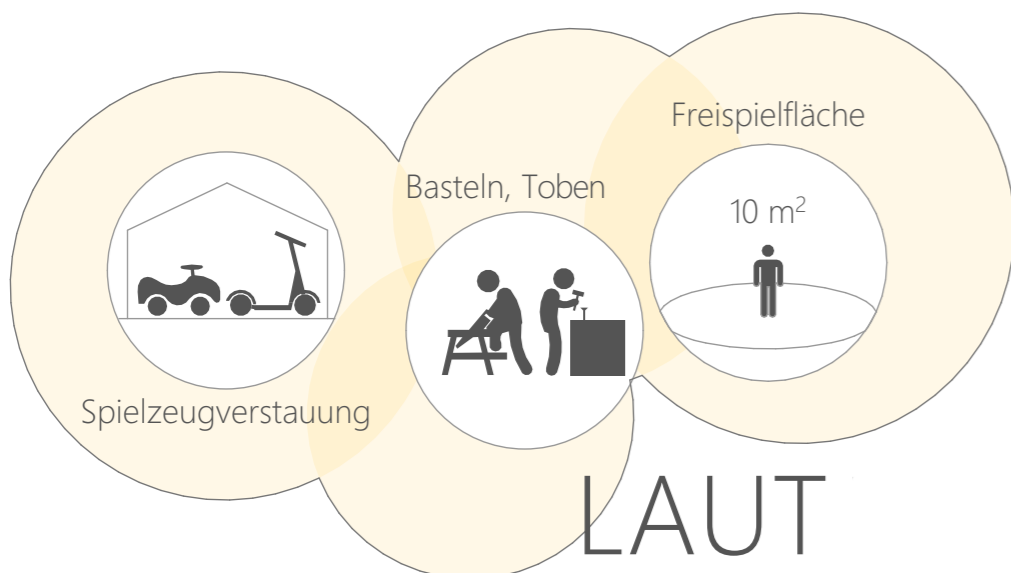 Freispielfläche
Basteln, Toben
10 m²
Spielzeugverstauung
LAUT